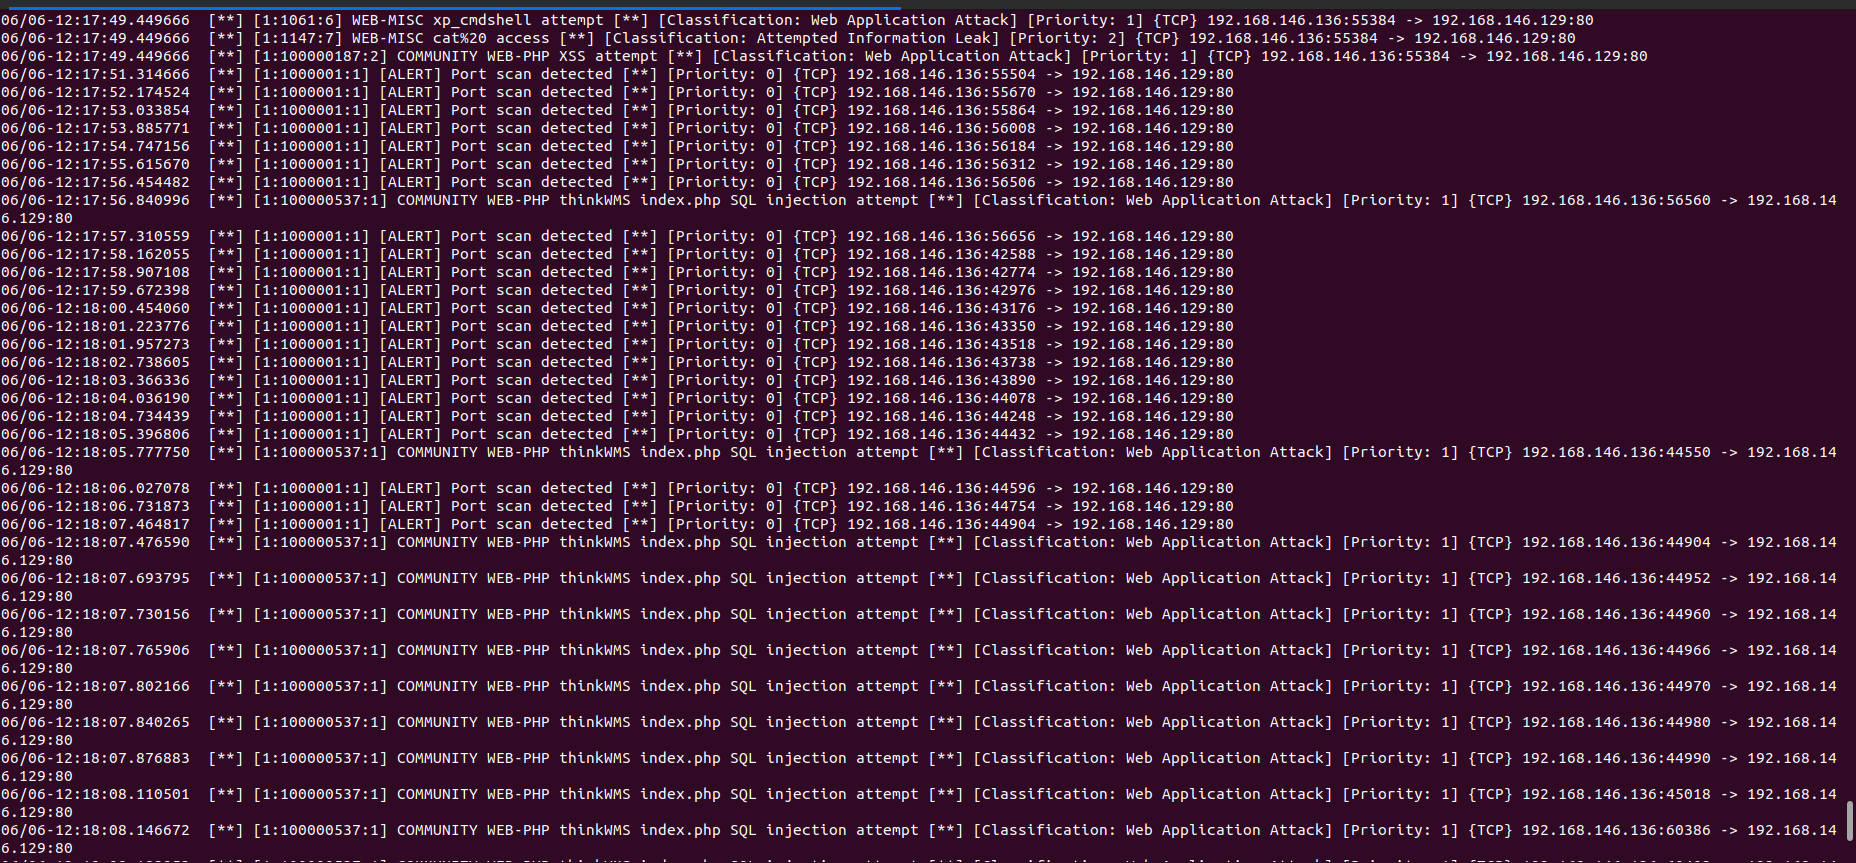 06/06-12:17:49.449666  [**] [1:1061:6] WEB-MISC xp_cmdshell attempt [**] [Classification: Web Application Attack] [Priority: 1] {TCP} 192.168.146.136:55384 -> 192.168.146.129:80
06/06-12:17:49.449666  [**] [1:1147:7] WEB-MISC cat%20 access [**] [Classification: Attempted Information Leak] [Priority: 2] {TCP} 192.168.146.136:55384 -> 192.168.146.129:80
06/06-12:17:49.449666  [**] [1:100000187:2] COMMUNITY WEB-PHP XSS attempt [**] [Classification: Web Application Attack] [Priority: 1] {TCP} 192.168.146.136:55384 -> 192.168.146.129:80
06/06-12:17:51.314666  [**] [1:1000001:1] [ALERT] Port scan detected [**] [Priority: 0] {TCP} 192.168.146.136:55504 -> 192.168.146.129:80
06/06-12:17:52.174524  [**] [1:1000001:1] [ALERT] Port scan detected [**] [Priority: 0] {TCP} 192.168.146.136:55670 -> 192.168.146.129:80
06/06-12:17:53.033854  [**] [1:1000001:1] [ALERT] Port scan detected [**] [Priority: 0] {TCP} 192.168.146.136:55864 -> 192.168.146.129:80
06/06-12:17:53.885771  [**] [1:1000001:1] [ALERT] Port scan detected [**] [Priority: 0] {TCP} 192.168.146.136:56008 -> 192.168.146.129:80
06/06-12:17:54.747156  [**] [1:1000001:1] [ALERT] Port scan detected [**] [Priority: 0] {TCP} 192.168.146.136:56184 -> 192.168.146.129:80
06/06-12:17:55.615670  [**] [1:1000001:1] [ALERT] Port scan detected [**] [Priority: 0] {TCP} 192.168.146.136:56312 -> 192.168.146.129:80
06/06-12:17:56.454482  [**] [1:1000001:1] [ALERT] Port scan detected [**] [Priority: 0] {TCP} 192.168.146.136:56506 -> 192.168.146.129:80
06/06-12:17:56.840996  [**] [1:100000537:1] COMMUNITY WEB-PHP thinkWMS index.php SQL injection attempt [**] [Classification: Web Application Attack] [Priority: 1] {TCP} 192.168.146.136:56560 -> 192.168.14
6.129:80
06/06-12:17:57.310559  [**] [1:1000001:1] [ALERT] Port scan detected [**] [Priority: 0] {TCP} 192.168.146.136:56656 -> 192.168.146.129:80
06/06-12:17:58.162055  [**] [1:1000001:1] [ALERT] Port scan detected [**] [Priority: 0] {TCP} 192.168.146.136:42588 -> 192.168.146.129:80
06/06-12:17:58.907108  [**] [1:1000001:1] [ALERT] Port scan detected [**] [Priority: 0] {TCP} 192.168.146.136:42774 -> 192.168.146.129:80
06/06-12:17:59.672398  [**] [1:1000001:1] [ALERT] Port scan detected [**] [Priority: 0] {TCP} 192.168.146.136:42976 -> 192.168.146.129:80
06/06-12:18:00.454060  [**] [1:1000001:1] [ALERT] Port scan detected [**] [Priority: 0] {TCP} 192.168.146.136:43176 -> 192.168.146.129:80
06/06-12:18:01.223776  [**] [1:1000001:1] [ALERT] Port scan detected [**] [Priority: 0] {TCP} 192.168.146.136:43350 -> 192.168.146.129:80
06/06-12:18:01.957273  [**] [1:1000001:1] [ALERT] Port scan detected [**] [Priority: 0] {TCP} 192.168.146.136:43518 -> 192.168.146.129:80
06/06-12:18:02.738605  [**] [1:1000001:1] [ALERT] Port scan detected [**] [Priority: 0] {TCP} 192.168.146.136:43738 -> 192.168.146.129:80
06/06-12:18:03.366336  [**] [1:1000001:1] [ALERT] Port scan detected [**] [Priority: 0] {TCP} 192.168.146.136:43890 -> 192.168.146.129:80
06/06-12:18:04.036190  [**] [1:1000001:1] [ALERT] Port scan detected [**] [Priority: 0] {TCP} 192.168.146.136:44078 -> 192.168.146.129:80
06/06-12:18:04.734439  [**] [1:1000001:1] [ALERT] Port scan detected [**] [Priority: 0] {TCP} 192.168.146.136:44248 -> 192.168.146.129:80
06/06-12:18:05.396806  [**] [1:1000001:1] [ALERT] Port scan detected [**] [Priority: 0] {TCP} 192.168.146.136:44432 -> 192.168.146.129:80
06/06-12:18:05.777750  [**] [1:100000537:1] COMMUNITY WEB-PHP thinkWMS index.php SQL injection attempt [**] [Classification: Web Application Attack] [Priority: 1] {TCP} 192.168.146.136:44550 -> 192.168.14
6.129:80
06/06-12:18:06.027078  [**] [1:1000001:1] [ALERT] Port scan detected [**] [Priority: 0] {TCP} 192.168.146.136:44596 -> 192.168.146.129:80
06/06-12:18:06.731873  [**] [1:1000001:1] [ALERT] Port scan detected [**] [Priority: 0] {TCP} 192.168.146.136:44754 -> 192.168.146.129:80
06/06-12:18:07.464817  [**] [1:1000001:1] [ALERT] Port scan detected [**] [Priority: 0] {TCP} 192.168.146.136:44904 -> 192.168.146.129:80
06/06-12:18:07.476590  [**] [1:100000537:1] COMMUNITY WEB-PHP thinkWMS index.php SQL injection attempt [**] [Classification: Web Application Attack] [Priority: 1] {TCP} 192.168.146.136:44904 -> 192.168.14
6.129:80
06/06-12:18:07.693795  [**] [1:100000537:1] COMMUNITY WEB-PHP thinkWMS index.php SQL injection attempt [**] [Classification: Web Application Attack] [Priority: 1] {TCP} 192.168.146.136:44952 -> 192.168.14
6.129:80
06/06-12:18:07.730156  [**] [1:100000537:1] COMMUNITY WEB-PHP thinkWMS index.php SQL injection attempt [**] [Classification: Web Application Attack] [Priority: 1] {TCP} 192.168.146.136:44960 -> 192.168.14
6.129:80
06/06-12:18:07.765906  [**] [1:100000537:1] COMMUNITY WEB-PHP thinkWMS index.php SQL injection attempt [**] [Classification: Web Application Attack] [Priority: 1] {TCP} 192.168.146.136:44966 -> 192.168.14
6.129:80
06/06-12:18:07.802166  [**] [1:100000537:1] COMMUNITY WEB-PHP thinkWMS index.php SQL injection attempt [**] [Classification: Web Application Attack] [Priority: 1] {TCP} 192.168.146.136:44970 -> 192.168.14
6.129:80
06/06-12:18:07.840265  [**] [1:100000537:1] COMMUNITY WEB-PHP thinkWMS index.php SQL injection attempt [**] [Classification: Web Application Attack] [Priority: 1] {TCP} 192.168.146.136:44980 -> 192.168.14
6.129:80
06/06-12:18:07.876883  [**] [1:100000537:1] COMMUNITY WEB-PHP thinkWMS index.php SQL injection attempt [**] [Classification: Web Application Attack] [Priority: 1] {TCP} 192.168.146.136:44990 -> 192.168.14
6.129:80
06/06-12:18:08.110501  [**] [1:100000537:1] COMMUNITY WEB-PHP thinkWMS index.php SQL injection attempt [**] [Classification: Web Application Attack] [Priority: 1] {TCP} 192.168.146.136:45018 -> 192.168.14
6.129:80
06/06-12:18:08.146672  [**] [1:100000537:1] COMMUNITY WEB-PHP thinkWMS index.php SQL injection attempt [**] [Classification: Web Application Attack] [Priority: 1] {TCP} 192.168.146.136:60386 -> 192.168.14
6.129:80